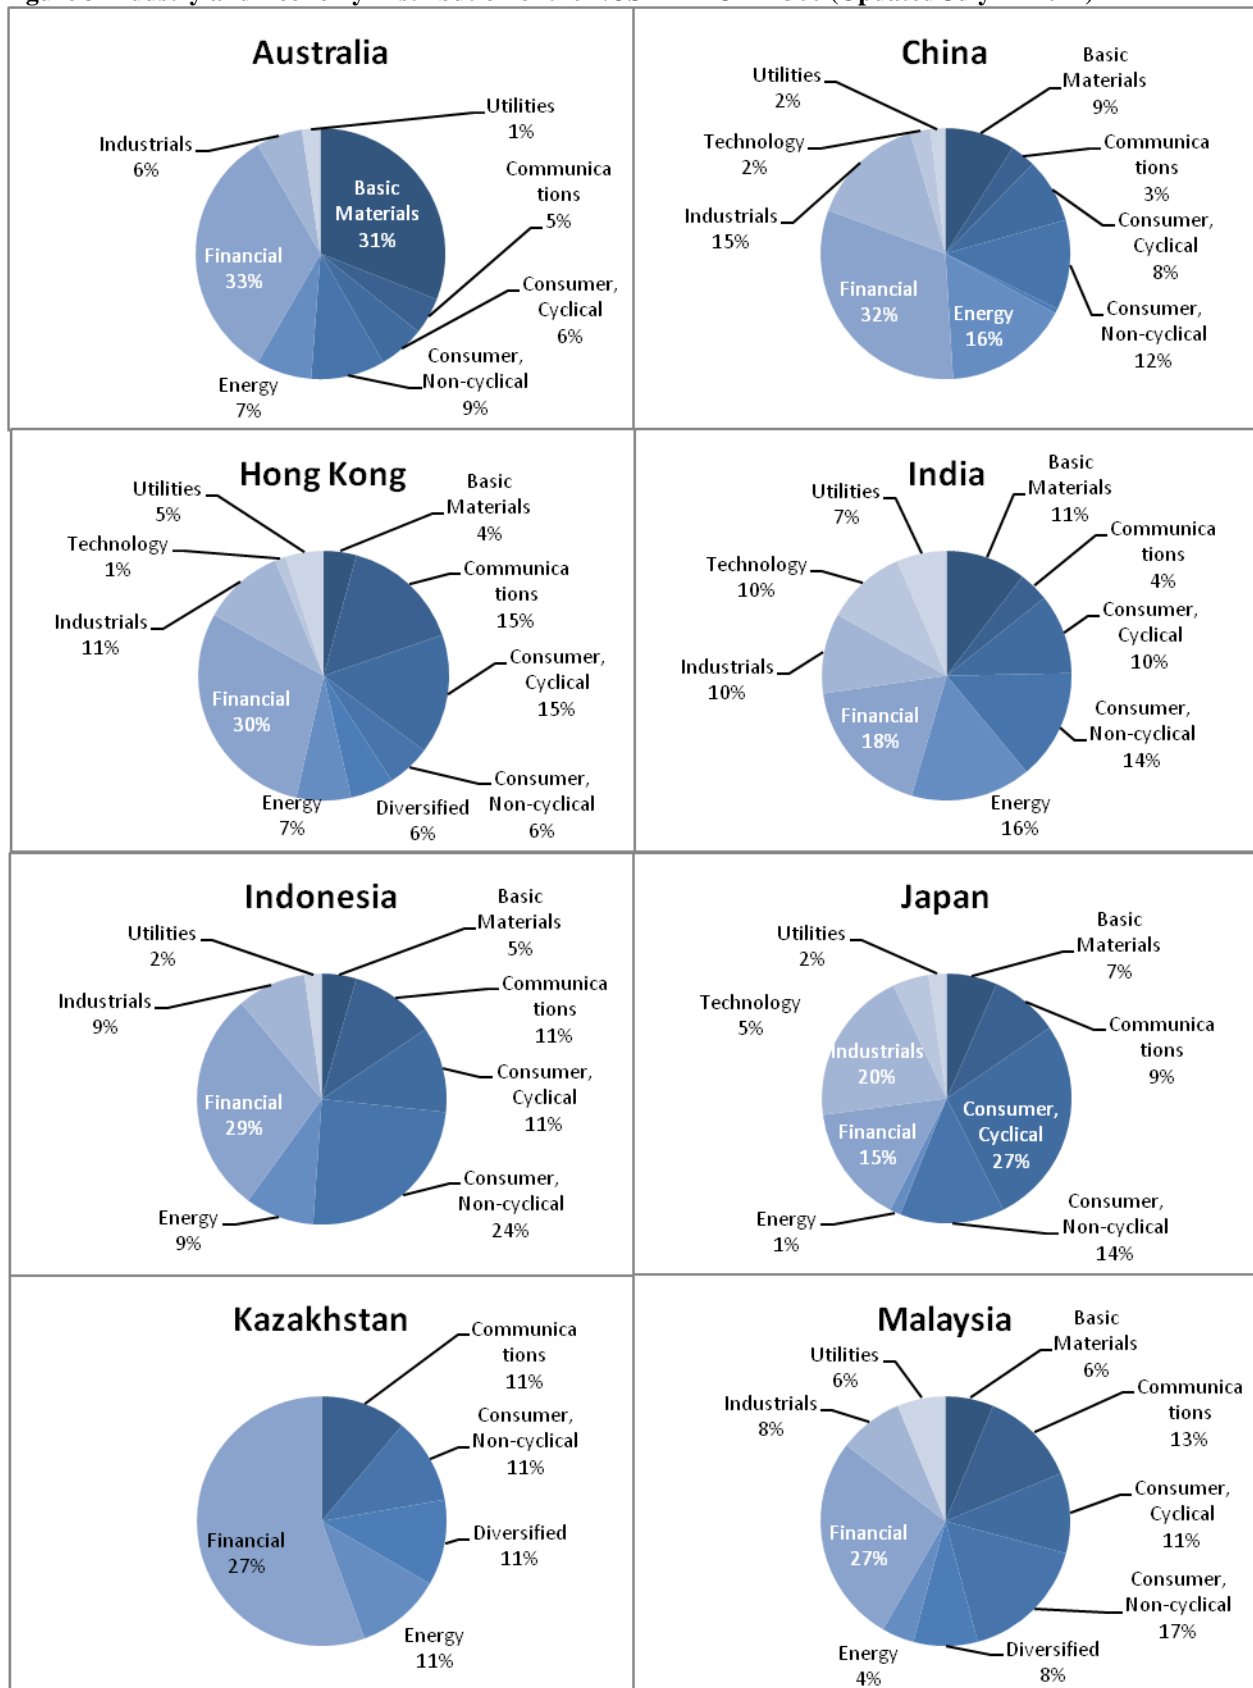 Industry and Economy Distribution of the (Updated July
Australia
Utilities
1%
Industrials
6%
Basic
Materials
31%
Communica
tions
5%
Financial
33%
Consumer,
Cyclical
6%
Energy
7%
Consumer,
Non-cyclical
9%
China
Utilities
2%
Basic
Materials
9%
Technology
2%
Communica
tions
3%
Industrials
15%
Consumer,
Cyclical
8%
Financial
32%
Energy
16%
Consumer,
Non-cyclical
12%
Hong Kong
Utilities
5%
Basic
Materials
4%
Technology
1%
Communica
tions
15%
Industrials
11%
Consumer,
Cyclical
15%
Financial
30%
Energy
7%
Diversified
6%
Consumer,
Non-cyclical
6%
India
Utilities
7%
Basic
Materials
11%
Communica
tions
4%
Technology
10%
Consumer,
Cyclical
10%
Industrials
10%
Financial
18%
Consumer,
Non-cyclical
14%
Energy
16%
Indonesia
Utilities
2%
Basic
Materials
5%
Industrials
9%
Communica
tions
11%
Financial
29%
Consumer,
Cyclical
11%
Energy
9%
Consumer,
Non-cyclical
24%
Japan
Utilities
2%
Basic
Materials
7%
Technology
5%
Communica
tions
9%
Industrials
20%
Consumer,
Cyclical
27%
Financial
15%
Energy
1%
Consumer,
Non-cyclical
14%
Kazakhstan
Communica
tions
11%
Consumer,
Non-cyclical
11%
Financial
27%
Diversified
11%
Energy
11%
Malaysia
Utilities
6%
Basic
Materials
6%
Industrials
8%
Communica
tions
13%
Financial
27%
Consumer,
Cyclical
11%
Consumer,
Non-cyclical
17%
Energy
4%
Diversified
8%